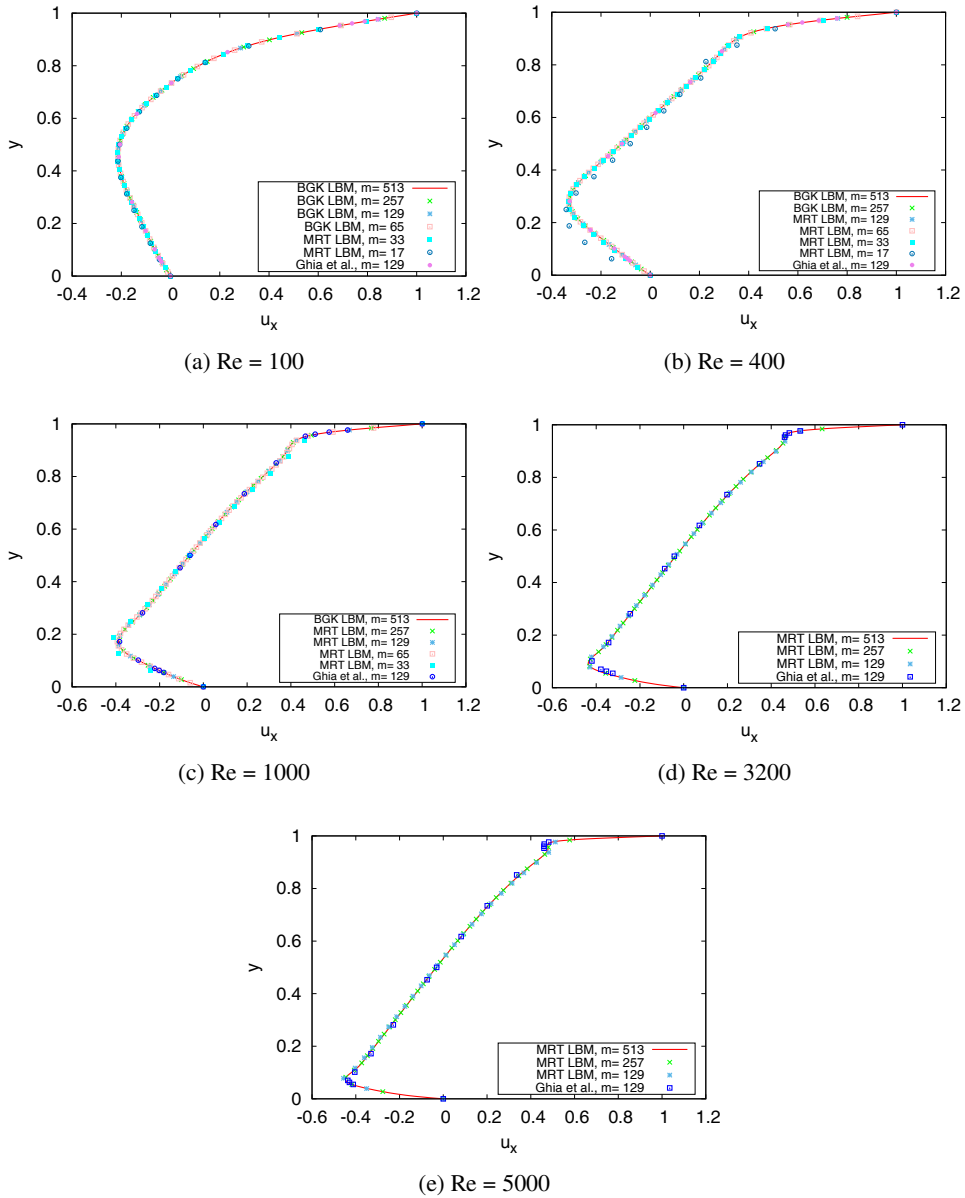 1
0.8
0.6
0.4
0.2
0
y
-0.4 -0.2 0 0.2 0.4 0.6 0.8 1 1.2
u_x
BGK LBM, m= 513
BGK LBM, m= 257
BGK LBM, m= 129
BGK LBM, m= 65
MRT LBM, m= 33
MRT LBM, m= 17
Ghia et al., m= 129
(a) Re = 100
1
0.8
0.6
0.4
0.2
0
y
-0.4 -0.2 0 0.2 0.4 0.6 0.8 1 1.2
u_x
BGK LBM, m= 513
BGK LBM, m= 257
MRT LBM, m= 129
MRT LBM, m= 65
MRT LBM, m= 33
MRT LBM, m= 17
Ghia et al., m= 129
(b) Re = 400
1
0.8
0.6
0.4
0.2
0
y
-0.6 -0.4 -0.2 0 0.2 0.4 0.6 0.8 1 1.2
u_x
BGK LBM, m= 513
MRT LBM, m= 257
MRT LBM, m= 129
MRT LBM, m= 65
MRT LBM, m= 33
Ghia et al., m= 129
(c) Re = 1000
1
0.8
0.6
0.4
0.2
0
y
-0.6 -0.4 -0.2 0 0.2 0.4 0.6 0.8 1 1.2
u_x
MRT LBM, m= 513
MRT LBM, m= 257
MRT LBM, m= 129
Ghia et al., m= 129
(d) Re = 3200
1
0.8
0.6
0.4
0.2
0
y
-0.6 -0.4 -0.2 0 0.2 0.4 0.6 0.8 1 1.2
u_x
MRT LBM, m= 513
MRT LBM, m= 257
MRT LBM, m= 129
Ghia et al., m= 129
(e) Re = 5000